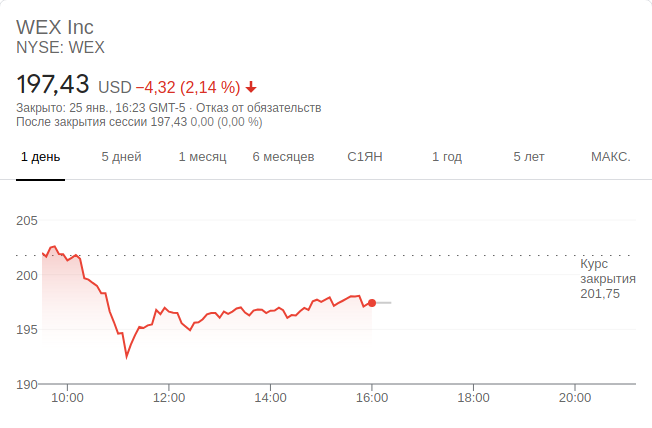 WEX Inc
NYSE: WEX
197,43 USD −4,32 (2,14 %)
Закрыто: 25 янв., 16:23 GMT-5 · Отказ от обязательств
После закрытия сессии 197,43 0,00 (0,00 %)
1 день 5 дней 1 месяц 6 месяцев С1ЯН 1 год 5 лет МАКС.
205
200
195
190
Курс
закрытия
201,75
10:00 12:00 14:00 16:00 18:00 20:00